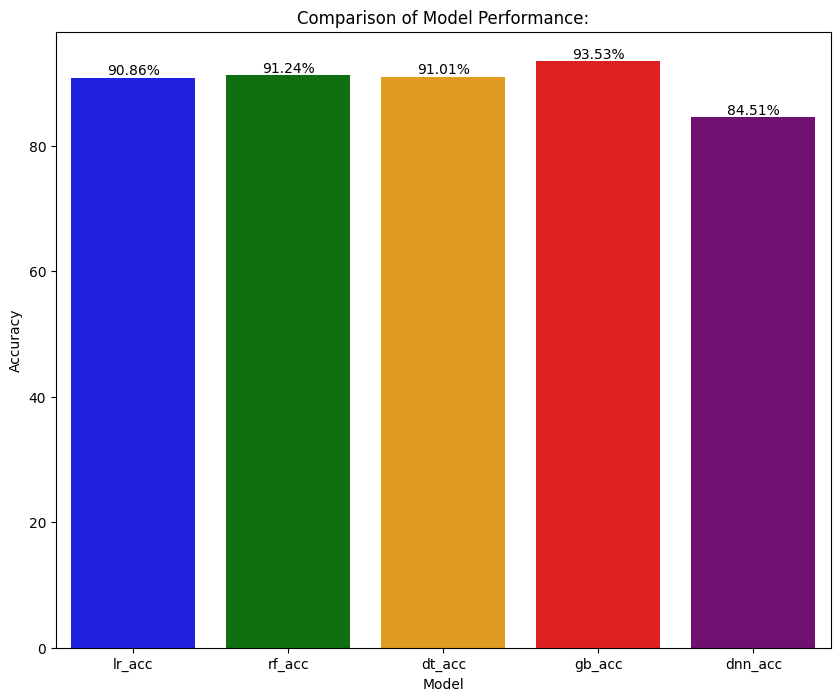 Comparison of Model Performance:
90.86%
91.24%
91.01%
93.53%
84.51%
80
60
40
20
0
Accuracy
lr_acc
rf_acc
dt_acc
gb_acc
dnn_acc
Model